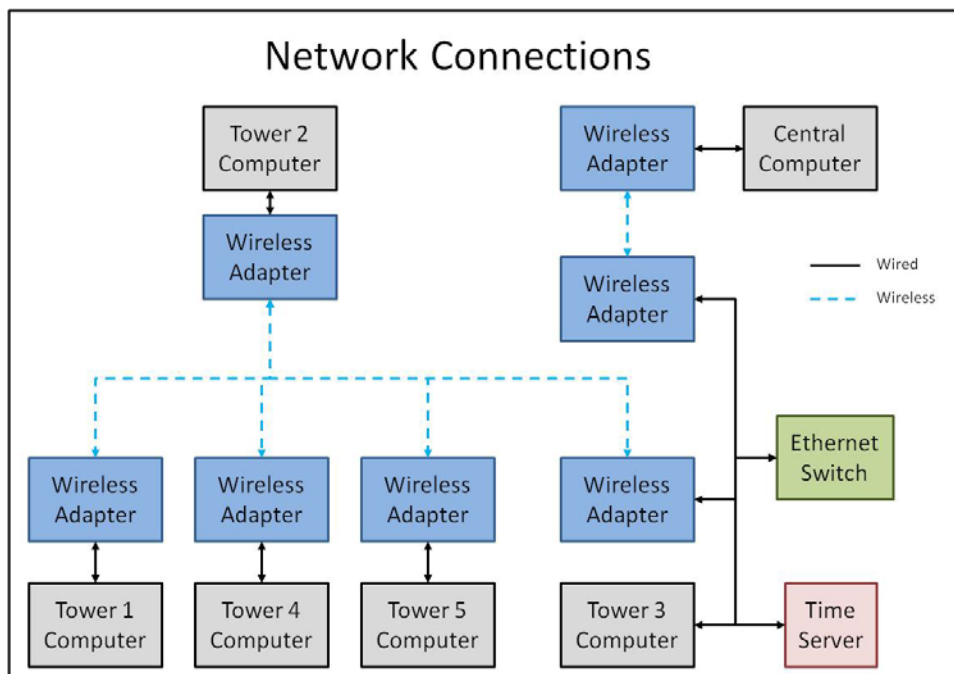 Network Connections
Tower 2
Computer
Wireless
Adapter
Central
Computer
Wireless
Adapter
Wireless
Adapter
Wired
Wireless
Ethernet
Switch
Wireless
Adapter
Wireless
Adapter
Wireless
Adapter
Wireless
Adapter
Tower 1
Computer
Tower 4
Computer
Tower 5
Computer
Tower 3
Computer
Time
Server